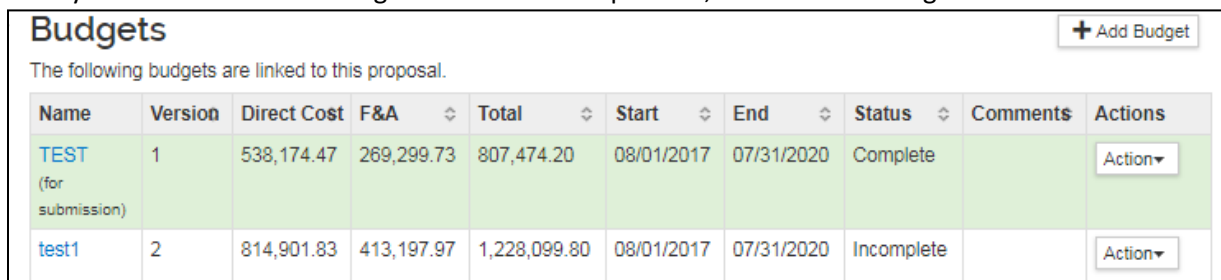 Budgets
+ Add Budget
The following budgets are linked to this proposal.
Name Version Direct Cost F&A Total Start End Status Comments Actions
TEST 1 538,174.47 269,299.73 807,474.20 08/01/2017 07/31/2020 Complete Action
(for
submission)
test1 2 814,901.83 413,197.97 1,228,099.80 08/01/2017 07/31/2020 Incomplete Action